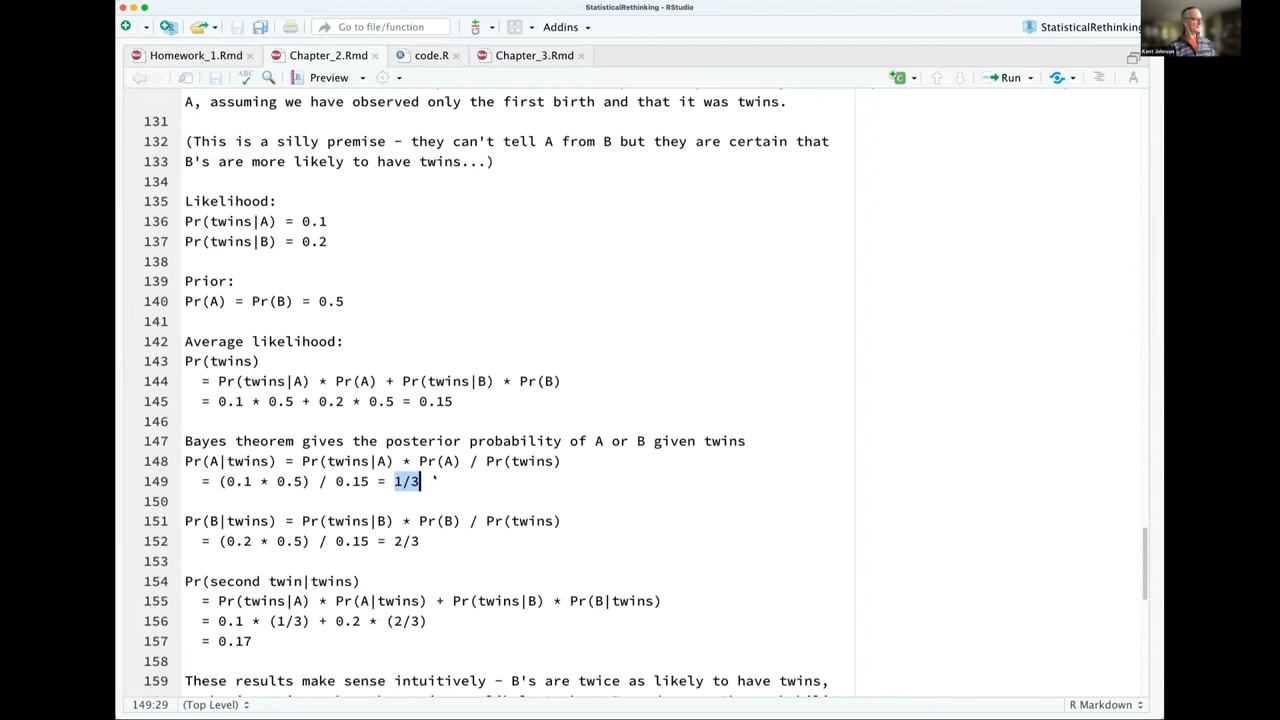 StatisticalRethinking - RStudio
Go to file/function
Addins
StatisticalRethinking
Kent Johnson
Homework_1.Rmd
Chapter_2.Rmd
code.R
Chapter_3.Rmd
ABC
Preview
Run
A, assuming we have observed only the first birth and that it was twins.
131
132 (This is a silly premise - they can't tell A from B but they are certain that
133 B's are more likely to have twins...)
134
135 Likelihood:
136 Pr(twins|A) = 0.1
137 Pr(twins|B) = 0.2
138
139 Prior:
140 Pr(A) = Pr(B) = 0.5
141
142 Average likelihood:
143 Pr(twins)
144 = Pr(twins|A) * Pr(A) + Pr(twins|B) * Pr(B)
145 = 0.1 * 0.5 + 0.2 * 0.5 = 0.15
146
147 Bayes theorem gives the posterior probability of A or B given twins
148 Pr(A|twins) = Pr(twins|A) * Pr(A) / Pr(twins)
149 = (0.1 * 0.5) / 0.15 = 1/3
150
151 Pr(B|twins) = Pr(twins|B) * Pr(B) / Pr(twins)
152 = (0.2 * 0.5) / 0.15 = 2/3
153
154 Pr(second twin|twins)
155 = Pr(twins|A) * Pr(A|twins) + Pr(twins|B) * Pr(B|twins)
156 = 0.1 * (1/3) + 0.2 * (2/3)
157 = 0.17
158
159 These results make sense intuitively - B's are twice as likely to have twins,
149:29 (Top Level)
R Markdown